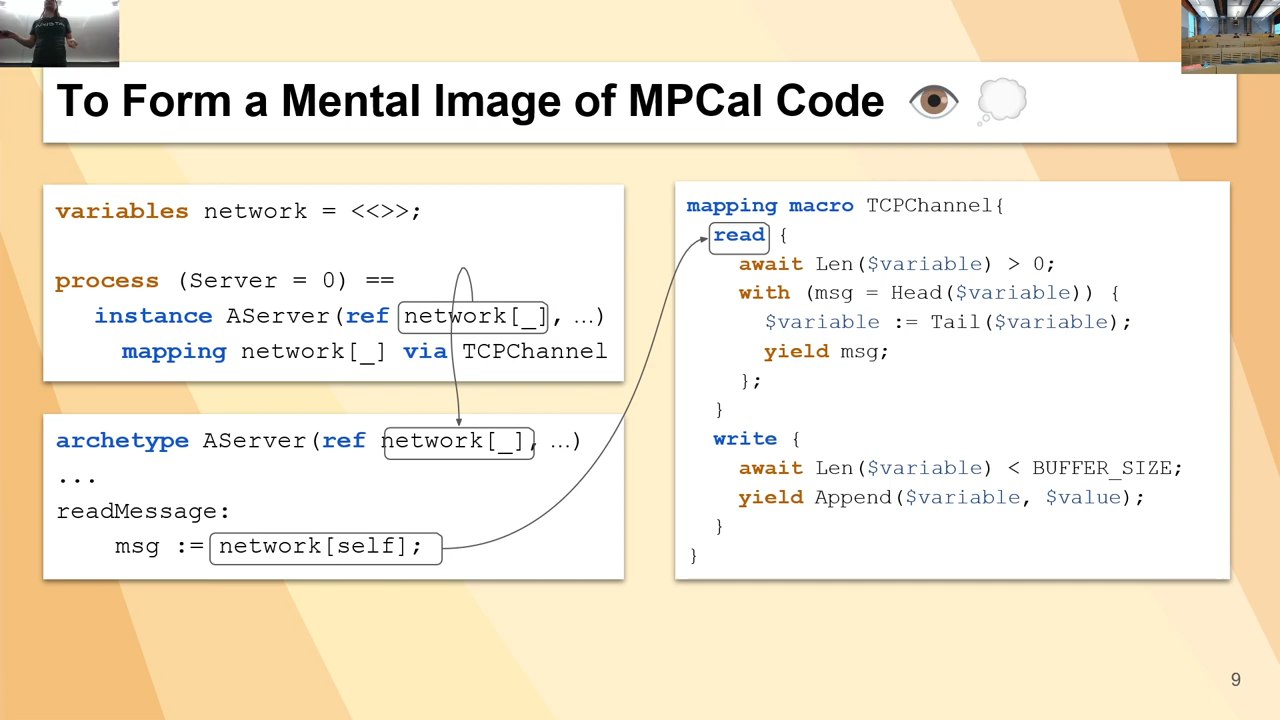 To Form a Mental Image of MPCal Code
variables network = <<>>;
process (Server = 0) ==
instance AServer(ref network[_], …)
mapping network[_] via TCPChannel
archetype AServer(ref network[_], …)
...
readMessage:
msg := network[self];
mapping macro TCPChannel{
read {
await Len($variable) > 0;
with (msg = Head($variable)) {
$variable := Tail($variable);
yield msg;
};
}
write {
await Len($variable) < BUFFER_SIZE;
yield Append($variable, $value);
}
}
9